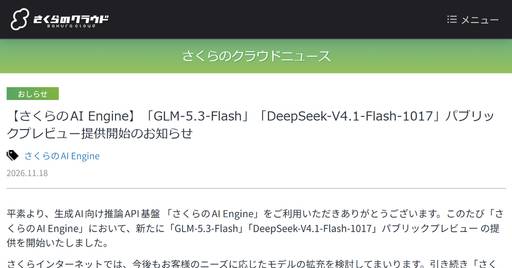 さくらのクラウド
SAKURA CLOUD
メニュー
さくらのクラウドニュース
おしらせ
【さくらのAI Engine】「GLM-5.3-Flash」「DeepSeek-V4.1-Flash-1017」パブリッ
クプレビュー提供開始のお知らせ
さくらのAI Engine
2026.11.18
平素より、生成AI向け推論API基盤 「さくらのAI Engine」をご利用いただきありがとうございます。このたび「さ
くらのAI Engine」において、新たに「GLM-5.3-Flash」「DeepSeek-V4.1-Flash-1017」パブリックプレビュー の提
供を開始いたしました。
さくらインターネットでは、今後もお客様のニーズに応じたモデルの拡充を検討してまいります。引き続き「さく